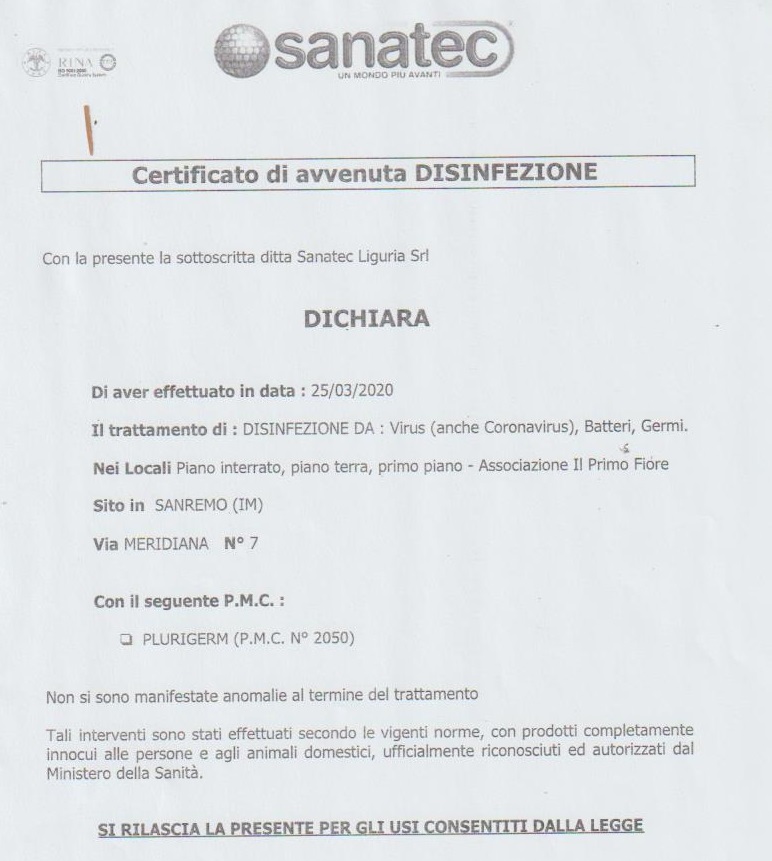 RINA
sanatec
UN MONDO PIU AVANTI
Certificato di avvenuta DISINFEZIONE
Con la presente la sottoscritta ditta Sanatec Liguria Srl
DICHIARA
Di aver effettuato in data : 25/03/2020
Il trattamento di : DISINFEZIONE DA : Virus (anche Coronavirus), Batteri, Germi.
Nei Locali Piano interrato, piano terra, primo piano - Associazione Il Primo Fiore
Sito in SANREMO (IM)
Via MERIDIANA N° 7
Con il seguente P.M.C. :
❑ PLURIGERM (P.M.C. N° 2050)
Non si sono manifestate anomalie al termine del trattamento
Tali interventi sono stati effettuati secondo le vigenti norme, con prodotti completamente
innocui alle persone e agli animali domestici, ufficialmente riconosciuti ed autorizzati dal
Ministero della Sanità.
SI RILASCIA LA PRESENTE PER GLI USI CONSENTITI DALLA LEGGE